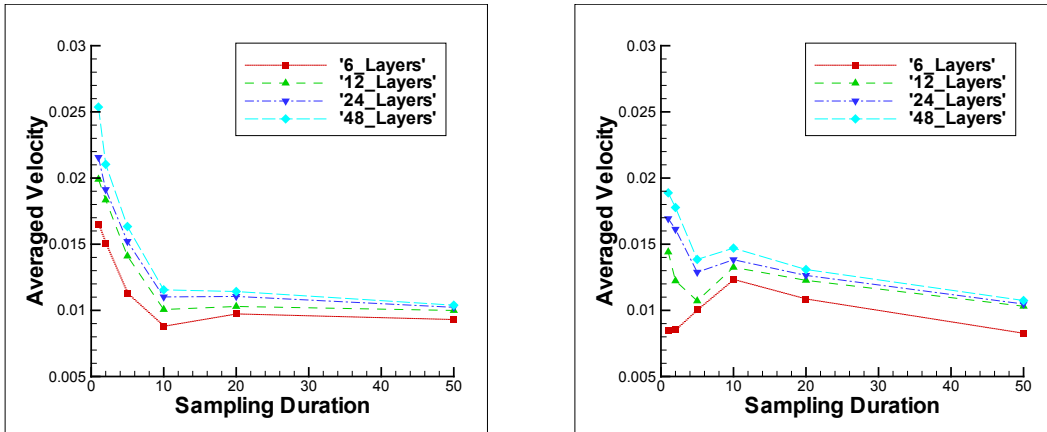 0.03
0.025
0.02
0.015
0.01
0.005
Averaged Velocity
0 10 20 30 40 50
Sampling Duration
'6_Layers'
'12_Layers'
'24_Layers'
'48_Layers'
0.03
0.025
0.02
0.015
0.01
0.005
Averaged Velocity
0 10 20 30 40 50
Sampling Duration
'6_Layers'
'12_Layers'
'24_Layers'
'48_Layers'